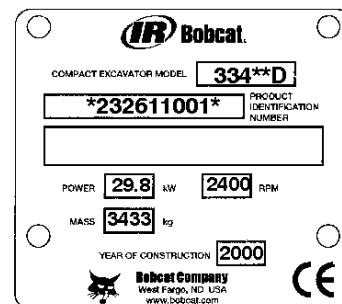 IR Bobcat.
COMPACT EXCAVATOR MODEL 334**D
*232611001* PRODUCT IDENTIFICATION NUMBER
POWER 29.8 kW 2400 RPM
MASS 3433 kg
YEAR OF CONSTRUCTION 2000
Bobcat Company
West Fargo, ND USA
www.bobcat.com
CE